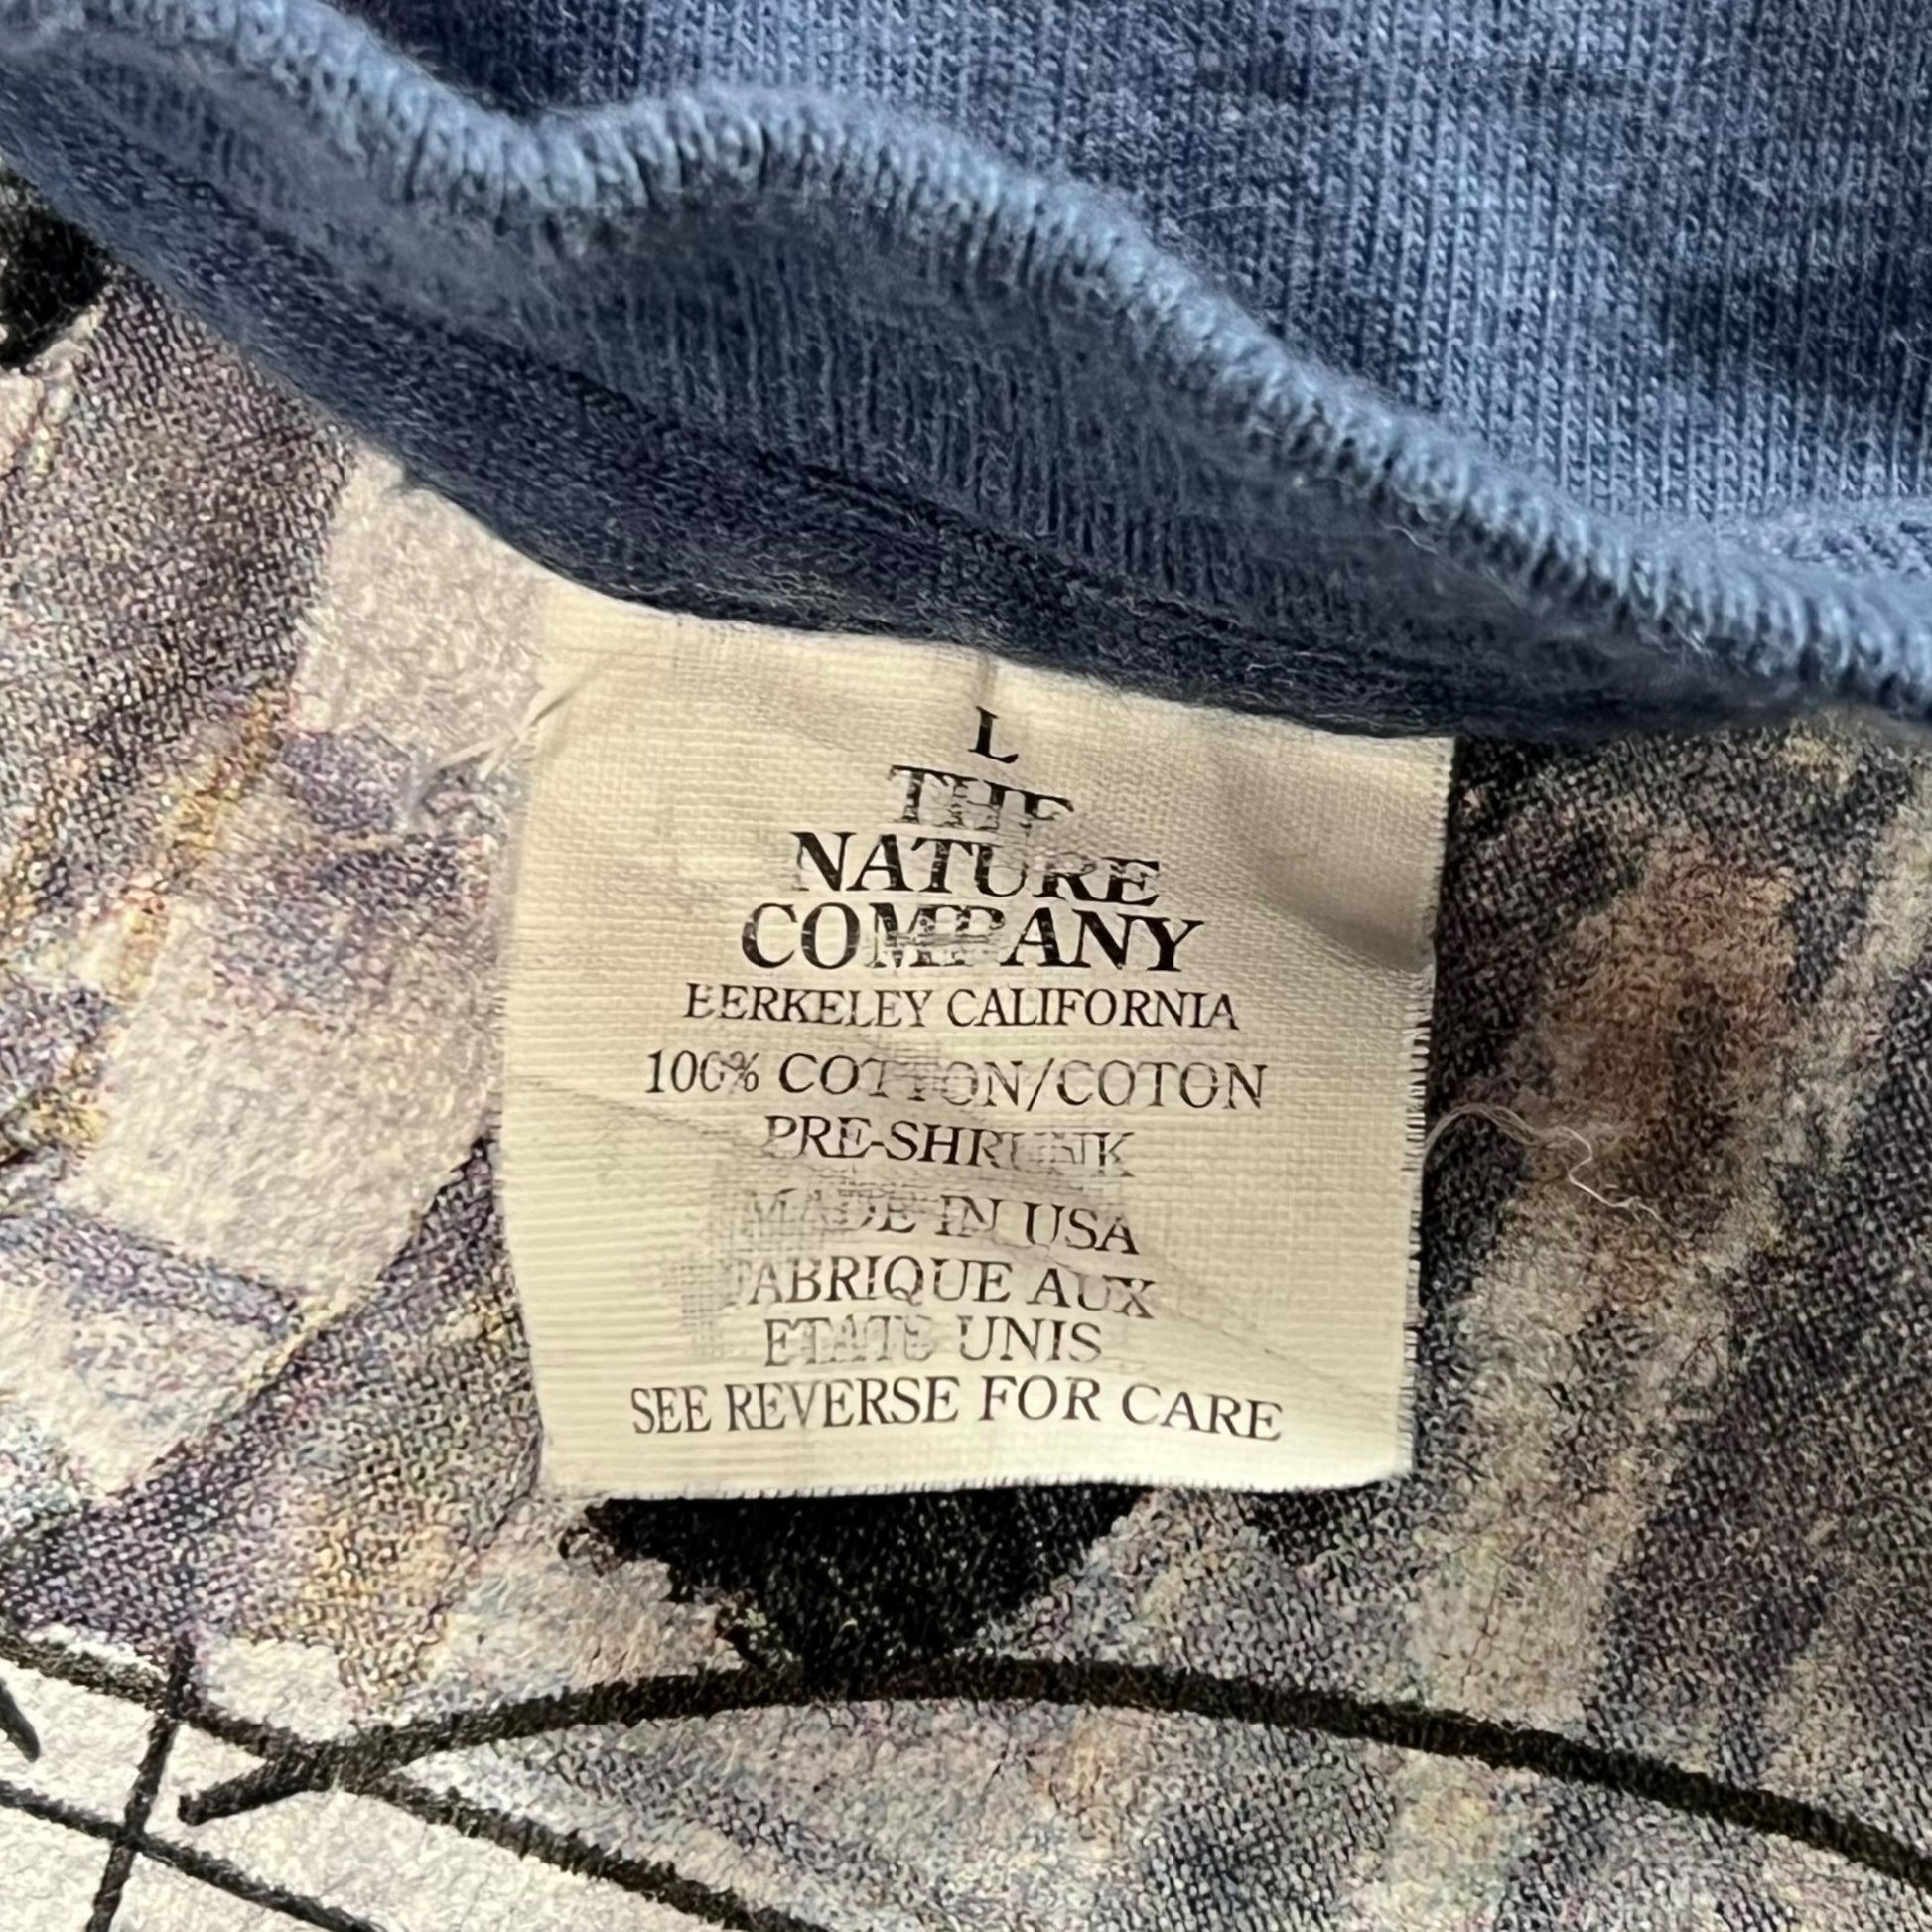 L
THE
NATURE
COMPANY
BERKELEY CALIFORNIA
100% COTTON/COTON
PRE-SHRUNK
MADE IN USA
FABRIQUE AUX
ETATS UNIS
SEE REVERSE FOR CARE